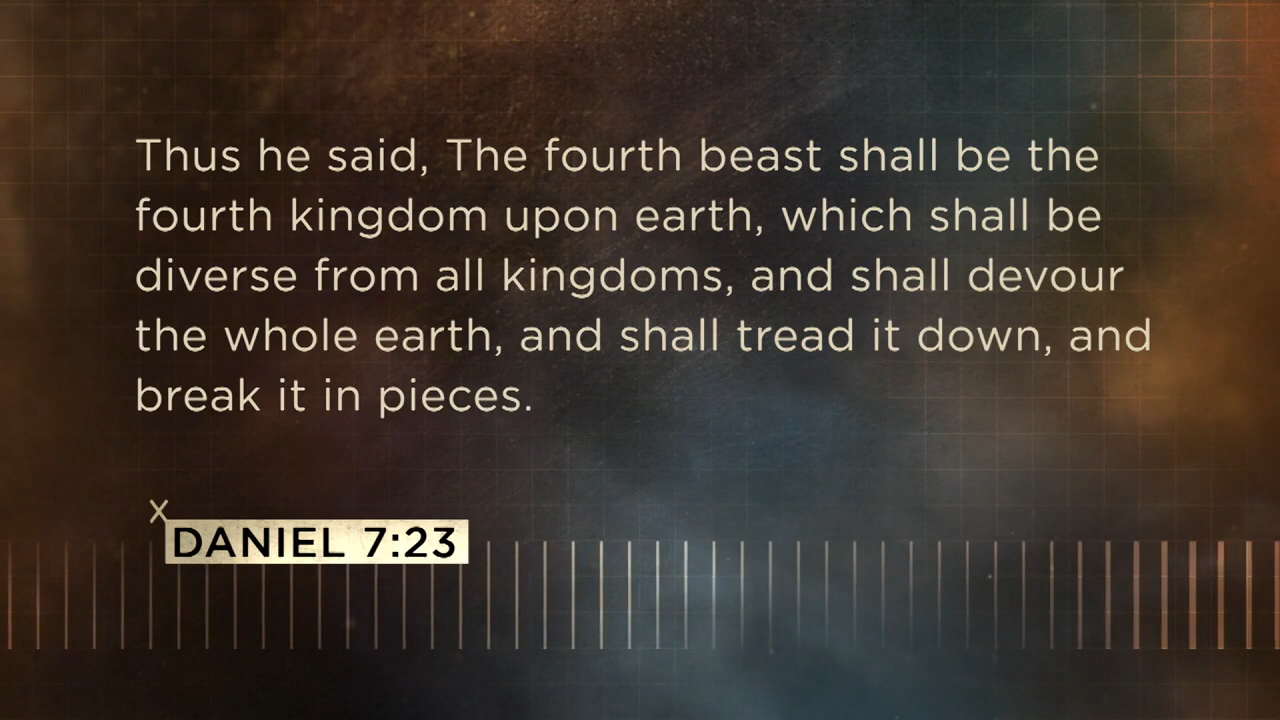 Thus he said, The fourth beast shall be the
fourth kingdom upon earth, which shall be
diverse from all kingdoms, and shall devour
the whole earth, and shall tread it down, and
break it in pieces.
DANIEL 7:23